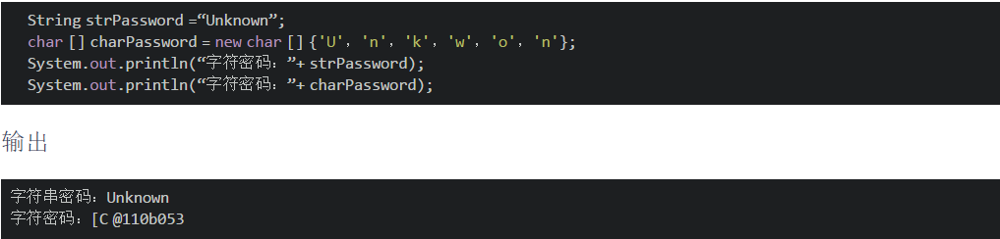 String strPassword =“Unknown”;
char [] charPassword = new char [] {'U', 'n', 'k', 'w', 'o', 'n'};
System.out.println(“字符密码：”+ strPassword);
System.out.println(“字符密码：”+ charPassword);
输出
字符串密码：Unknown
字符密码：[C @110b053